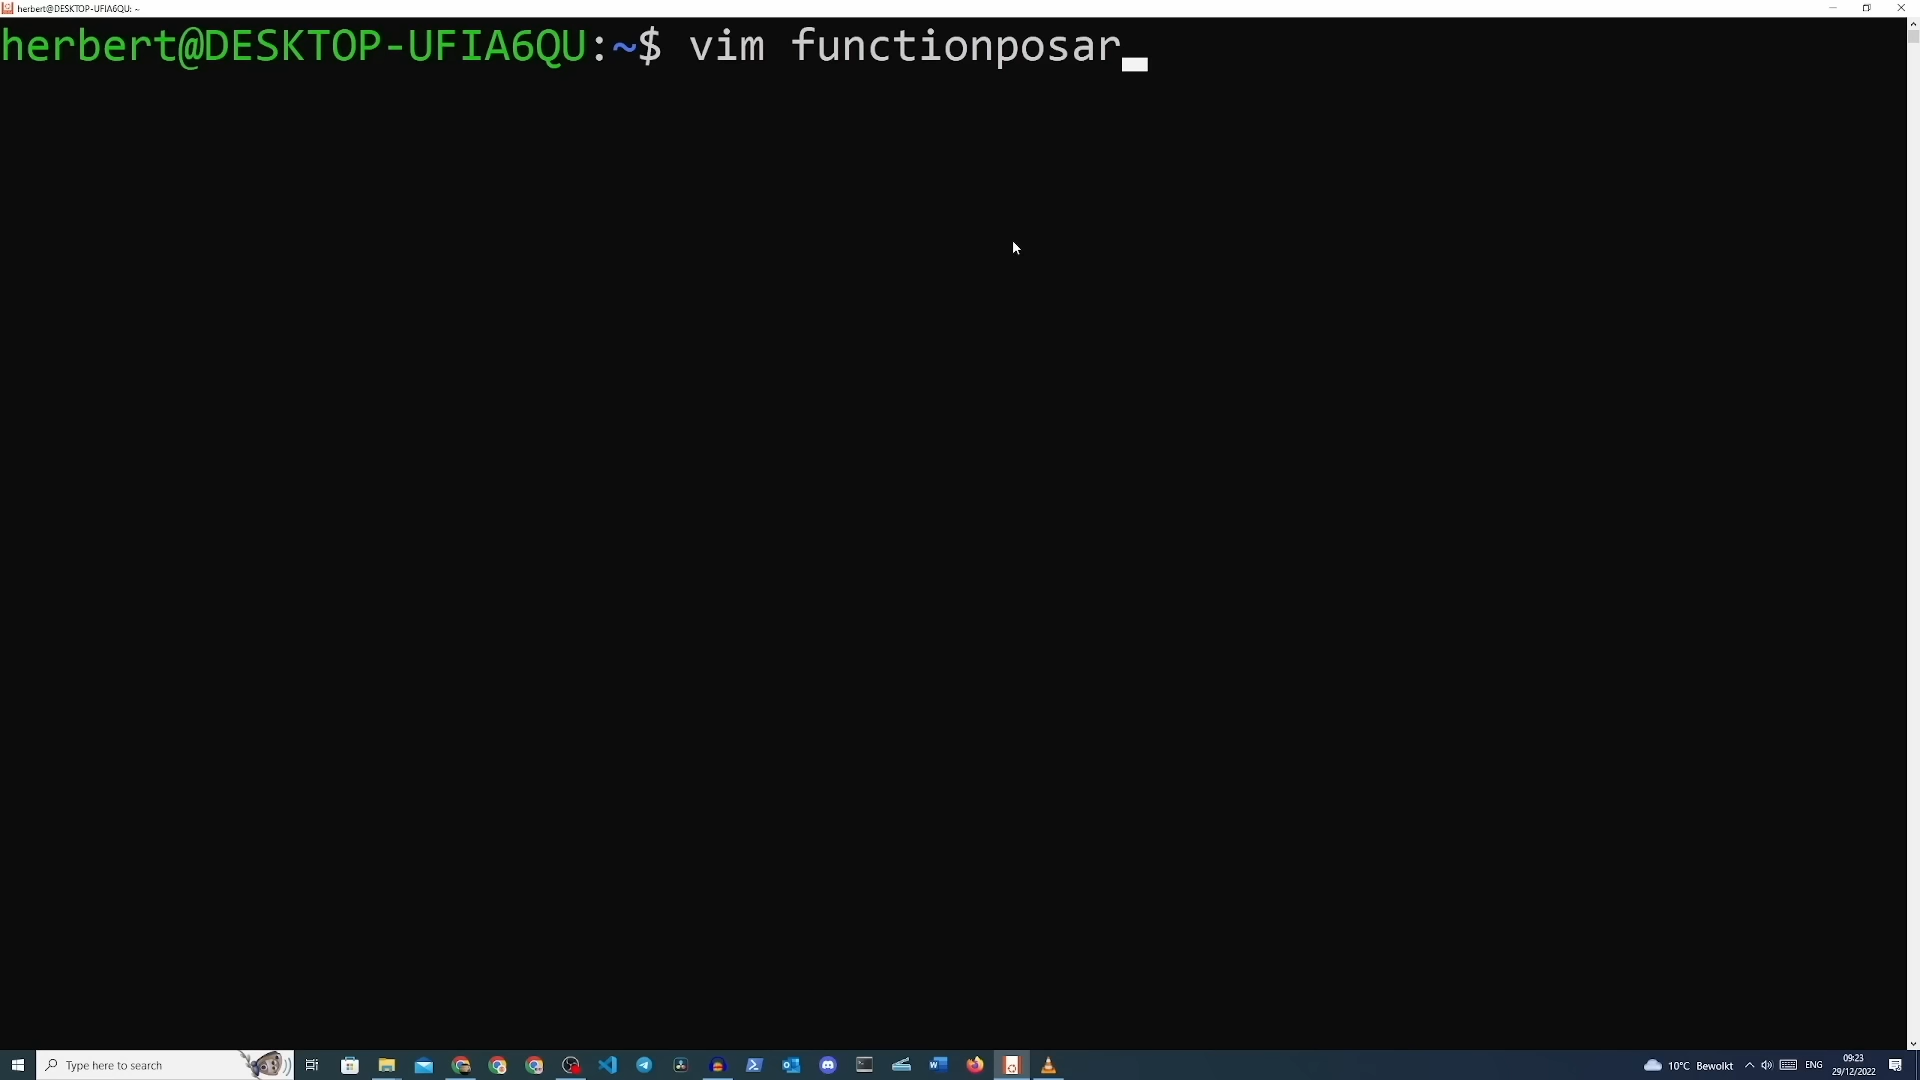 herbert@DESKTOP-UFIA6QU: ~
herbert@DESKTOP-UFIA6QU:~$ vim functionposar
Type here to search
10°C Bewolkt
ENG
09:23
29/12/2022